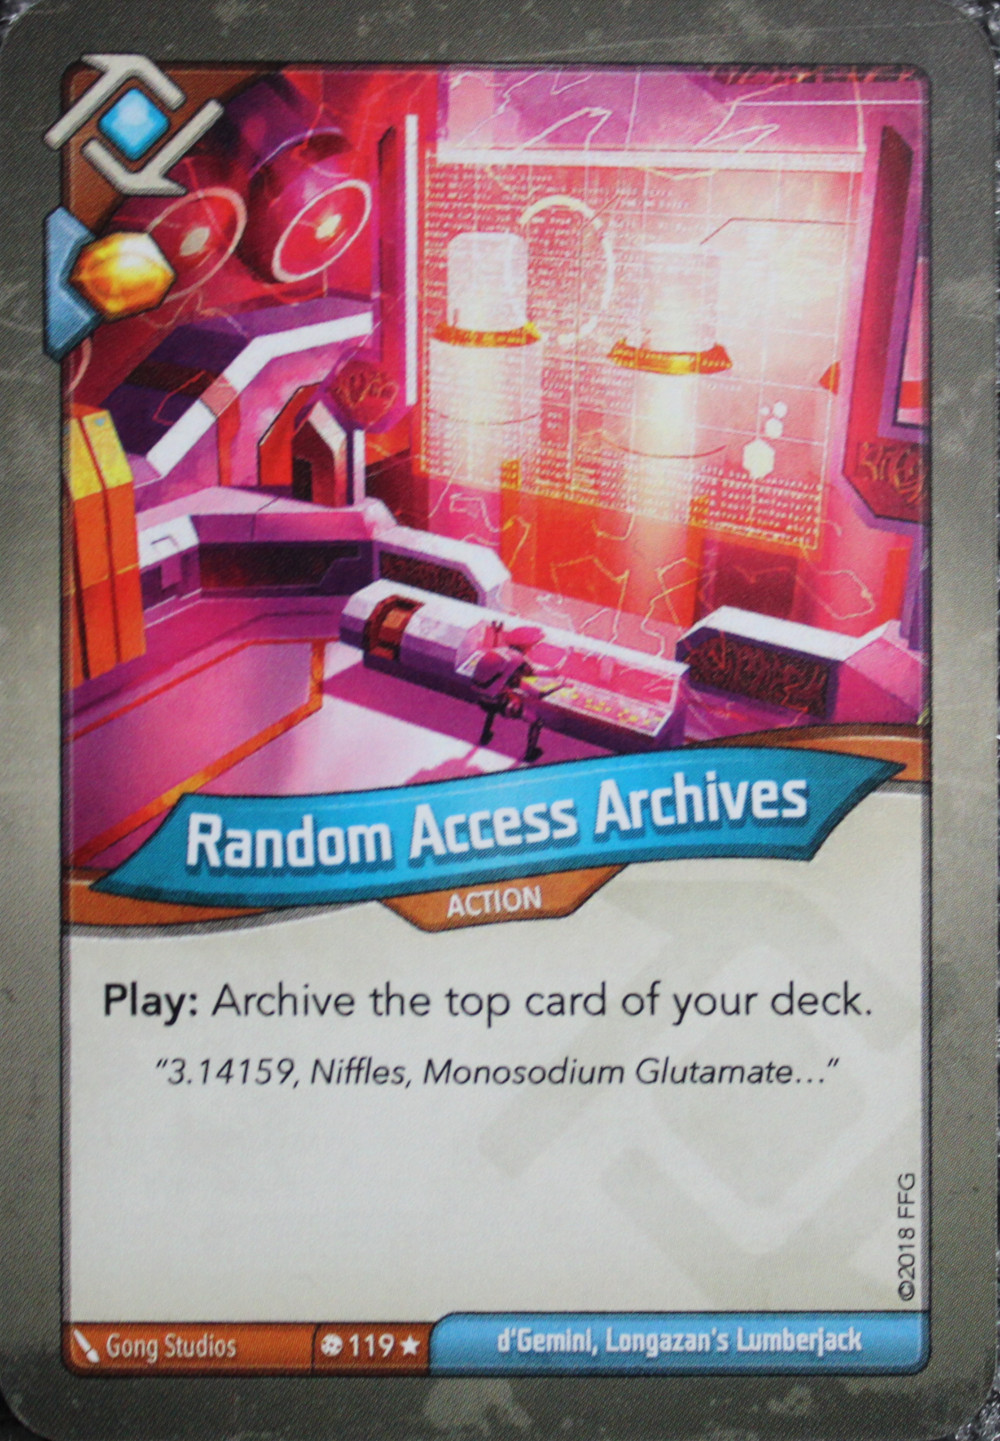 Random Access Archives
ACTION
Play: Archive the top card of your deck.
“3.14159, Niffles, Monosodium Glutamate...”
©2018 FFG
Gong Studios
119
d’Gemini, Longazan’s Lumberjack